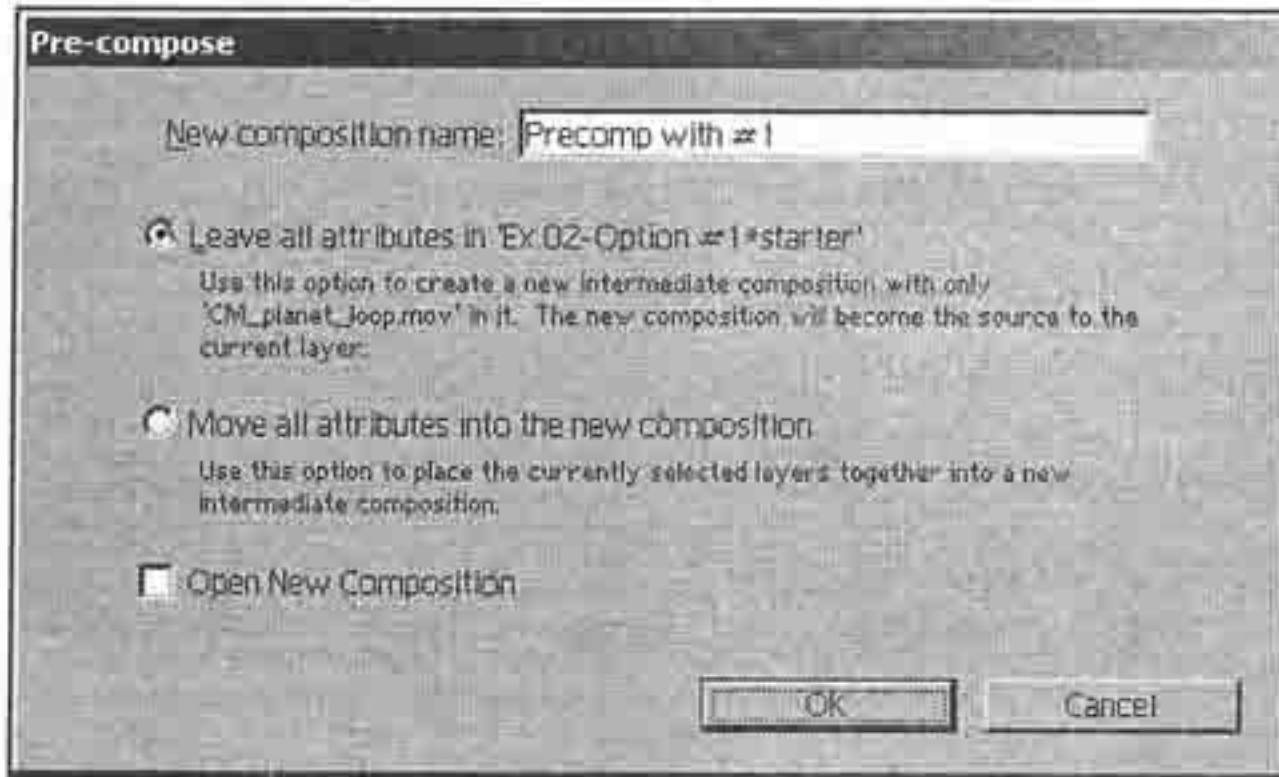 Pre-compose
New composition name: Precomp with #1
Leave all attributes in 'Ex.02-Option #1*starter'
Use this option to create a new intermediate composition with only
'CM_planet_loop.mov' in it. The new composition will become the source to the
current layer.
Move all attributes into the new composition
Use this option to place the currently selected layers together into a new
intermediate composition.
Open New Composition
OK
Cancel